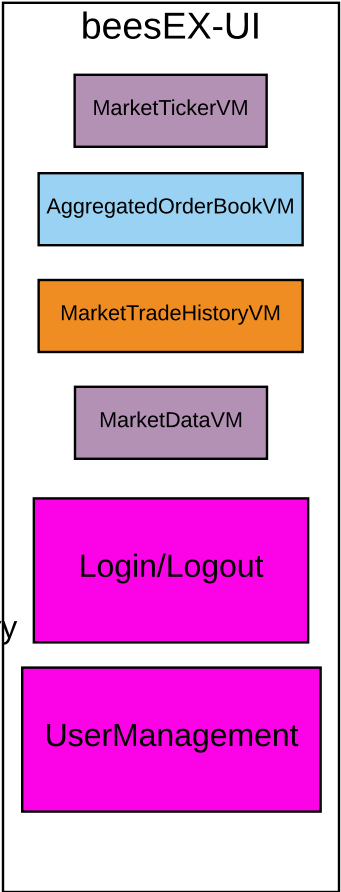 beesEX-UI
MarketTickerVM
AggregatedOrderBookVM
MarketTradeHistoryVM
MarketDataVM
Login/Logout
UserManagement